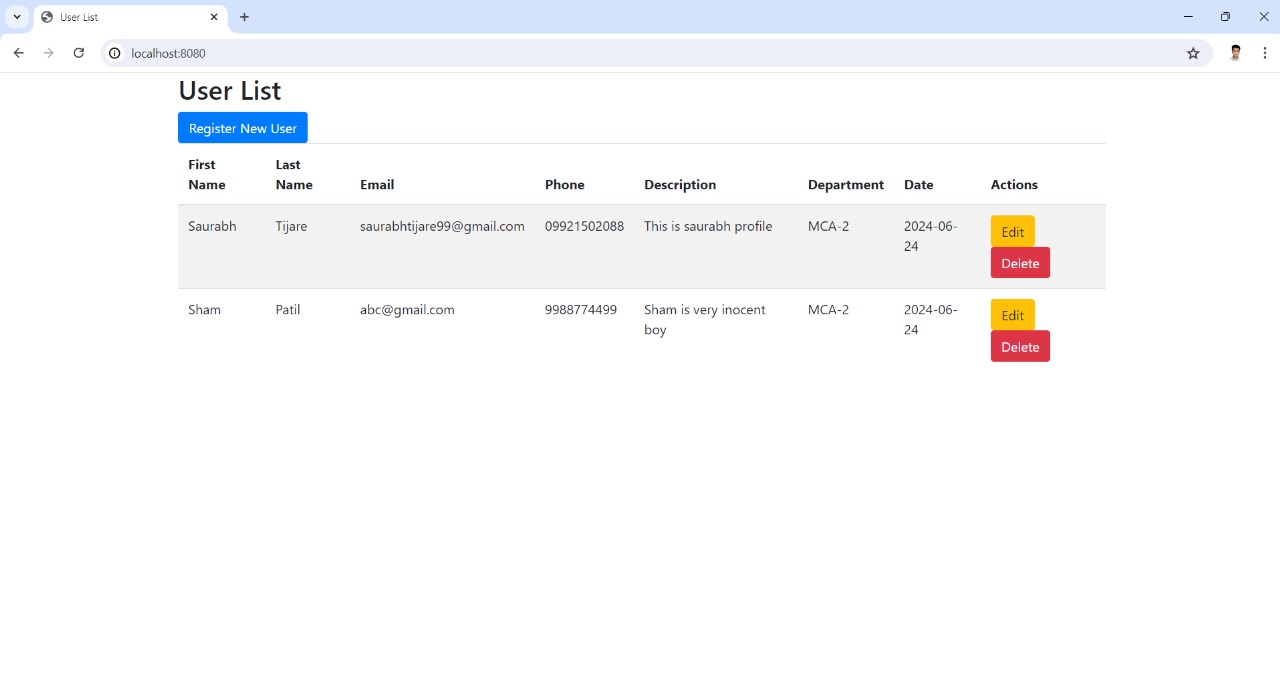 User List
localhost:8080
User List
Register New User
First Name Last Name Email Phone Description Department Date Actions
Saurabh Tijare saurabhtijare99@gmail.com 09921502088 This is saurabh profile MCA-2 2024-06-24 Edit
Delete
Sham Patil abc@gmail.com 9988774499 Sham is very inocent boy MCA-2 2024-06-24 Edit
Delete